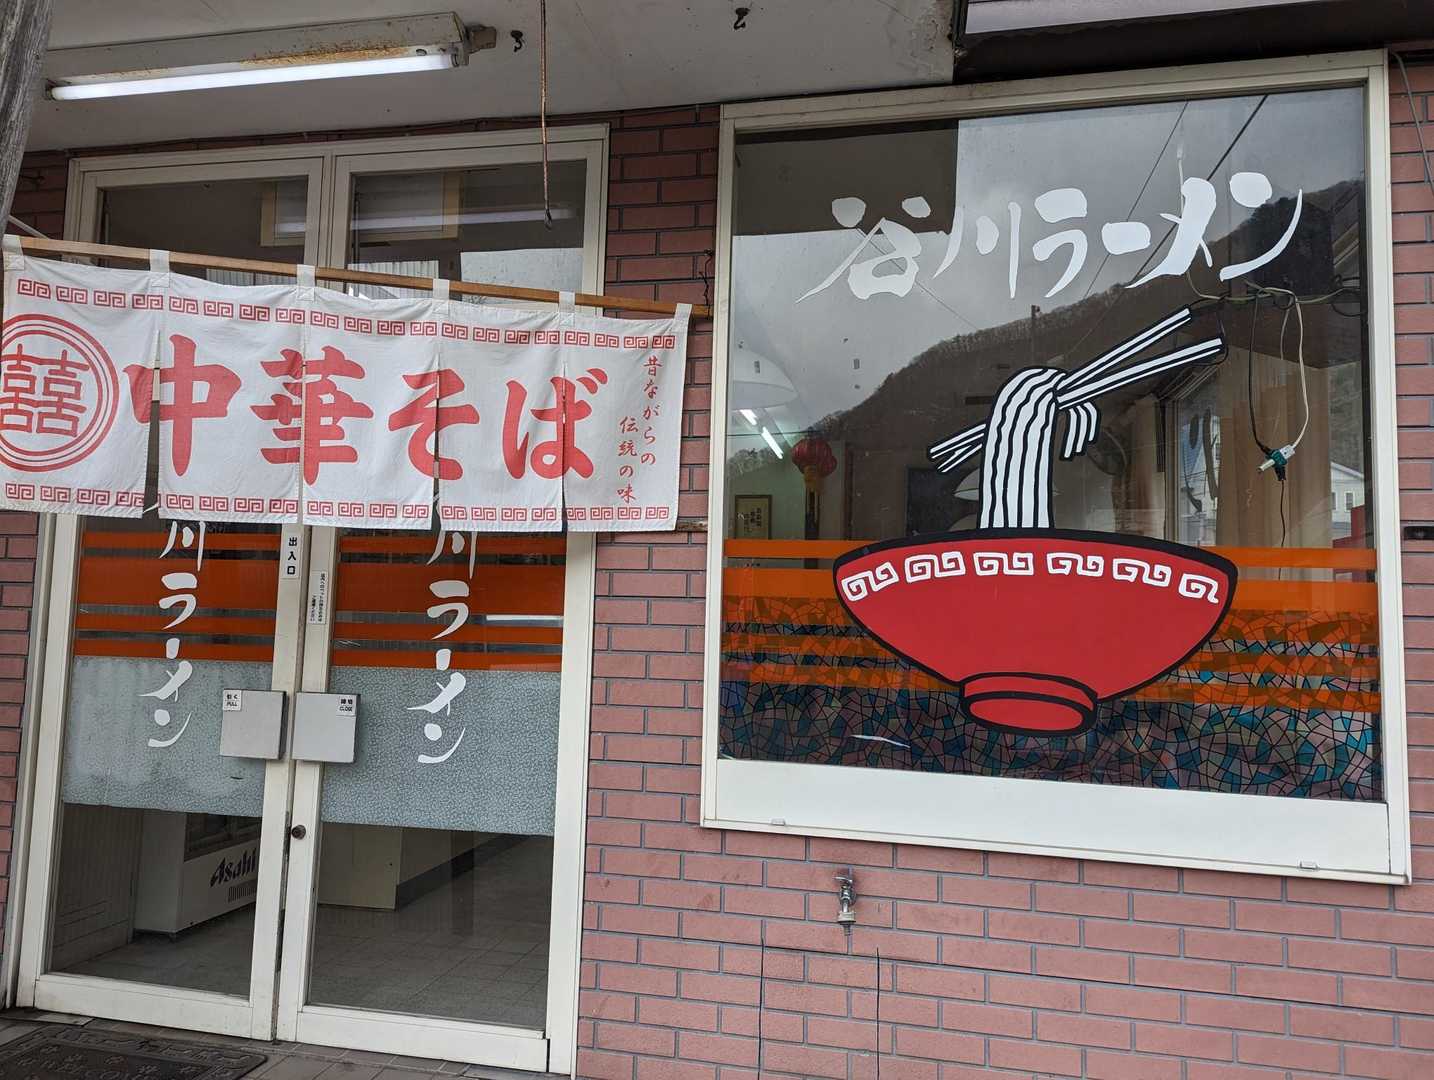 谷川ラーメン
囍
中華そば
昔ながらの
伝統の味
出入口
川ラーメン
川ラーメン
引く
PULL
CLOSE
Asahi